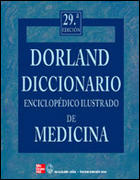 29.ª
EDICIÓN
DORLAND
DICCIONARIO
ENCICLOPÉDICO ILUSTRADO
DE
MEDICINA